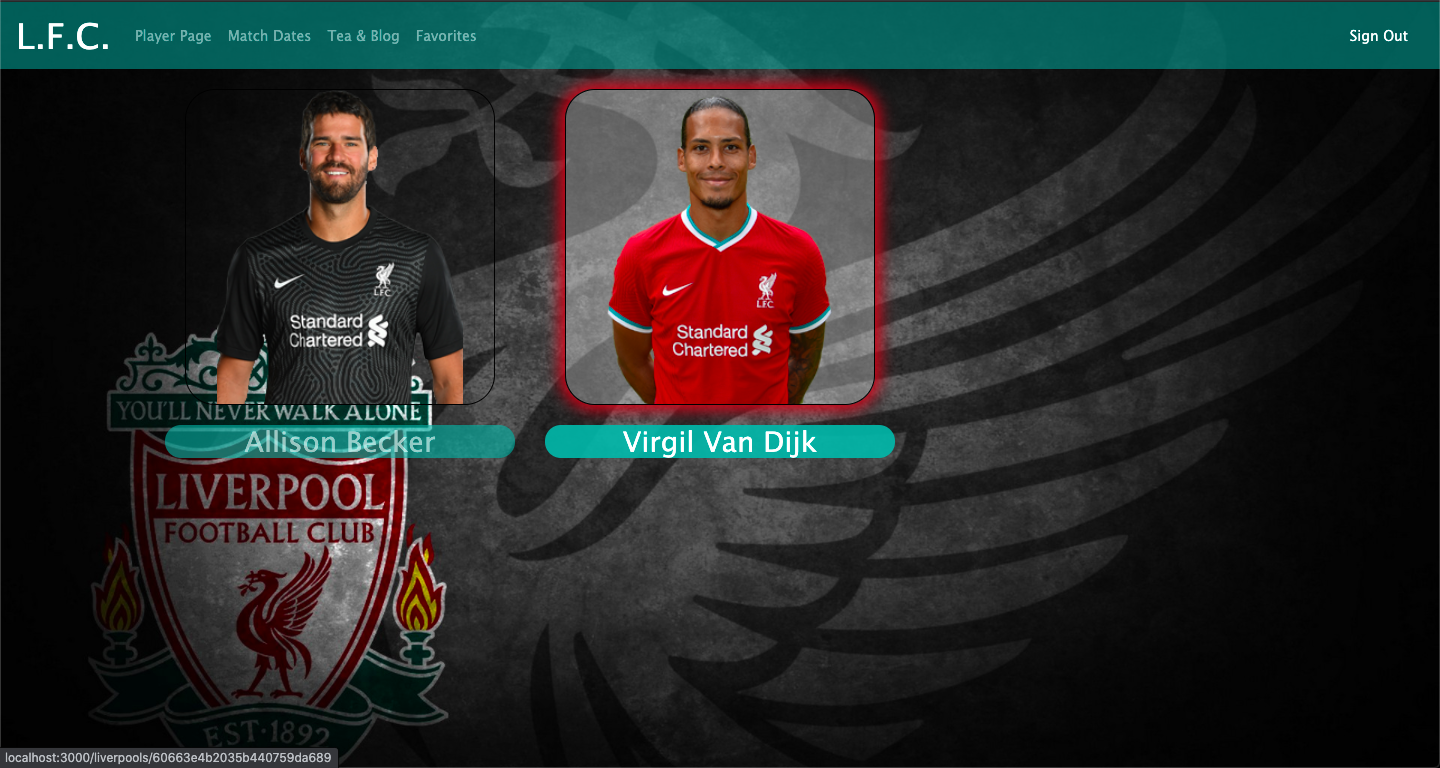 L.F.C. Player Page Match Dates Tea & Blog Favorites Sign Out
LFC
LFC
Standard
Chartered
Standard
Chartered
YOU'LL NEVER WALK ALONE
Allison Becker
Virgil Van Dijk
LIVERPOOL
FOOTBALL CLUB
EST·1892
localhost:3000/liverpools/60663e4b2035b440759da689